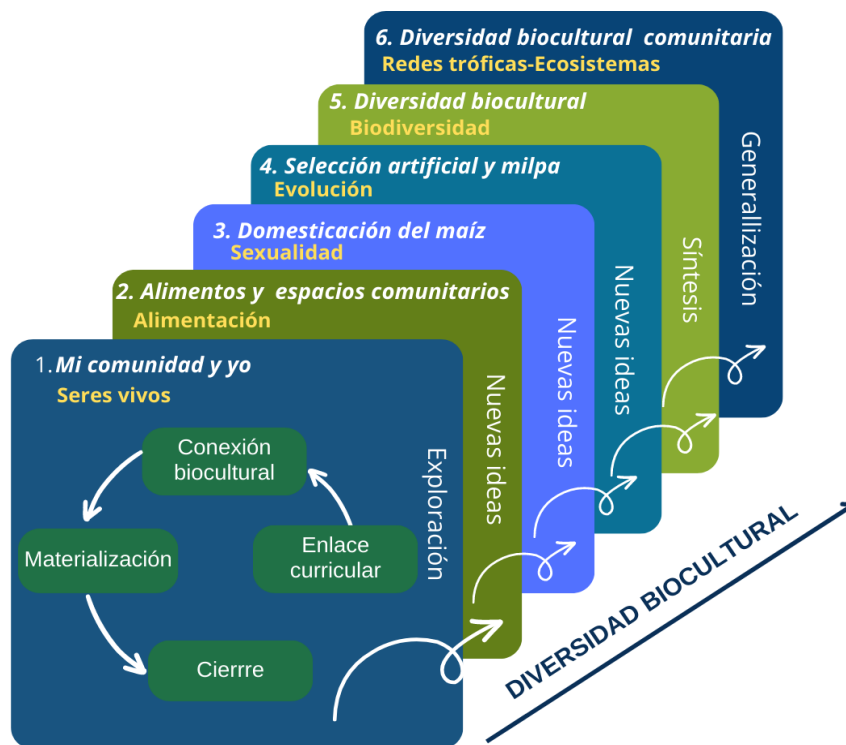 6. Diversidad biocultural comunitaria
Redes tróficas-Ecosistemas
Generallización
5. Diversidad biocultural
Biodiversidad
Síntesis
4. Selección artificial y milpa
Evolución
Nuevas ideas
3. Domesticación del maíz
Sexualidad
Nuevas ideas
2. Alimentos y espacios comunitarios
Alimentación
Nuevas ideas
1. Mi comunidad y yo
Seres vivos
Exploración
Conexión
biocultural
Materialización
Enlace
curricular
Cierrre
DIVERSIDAD BIOCULTURAL